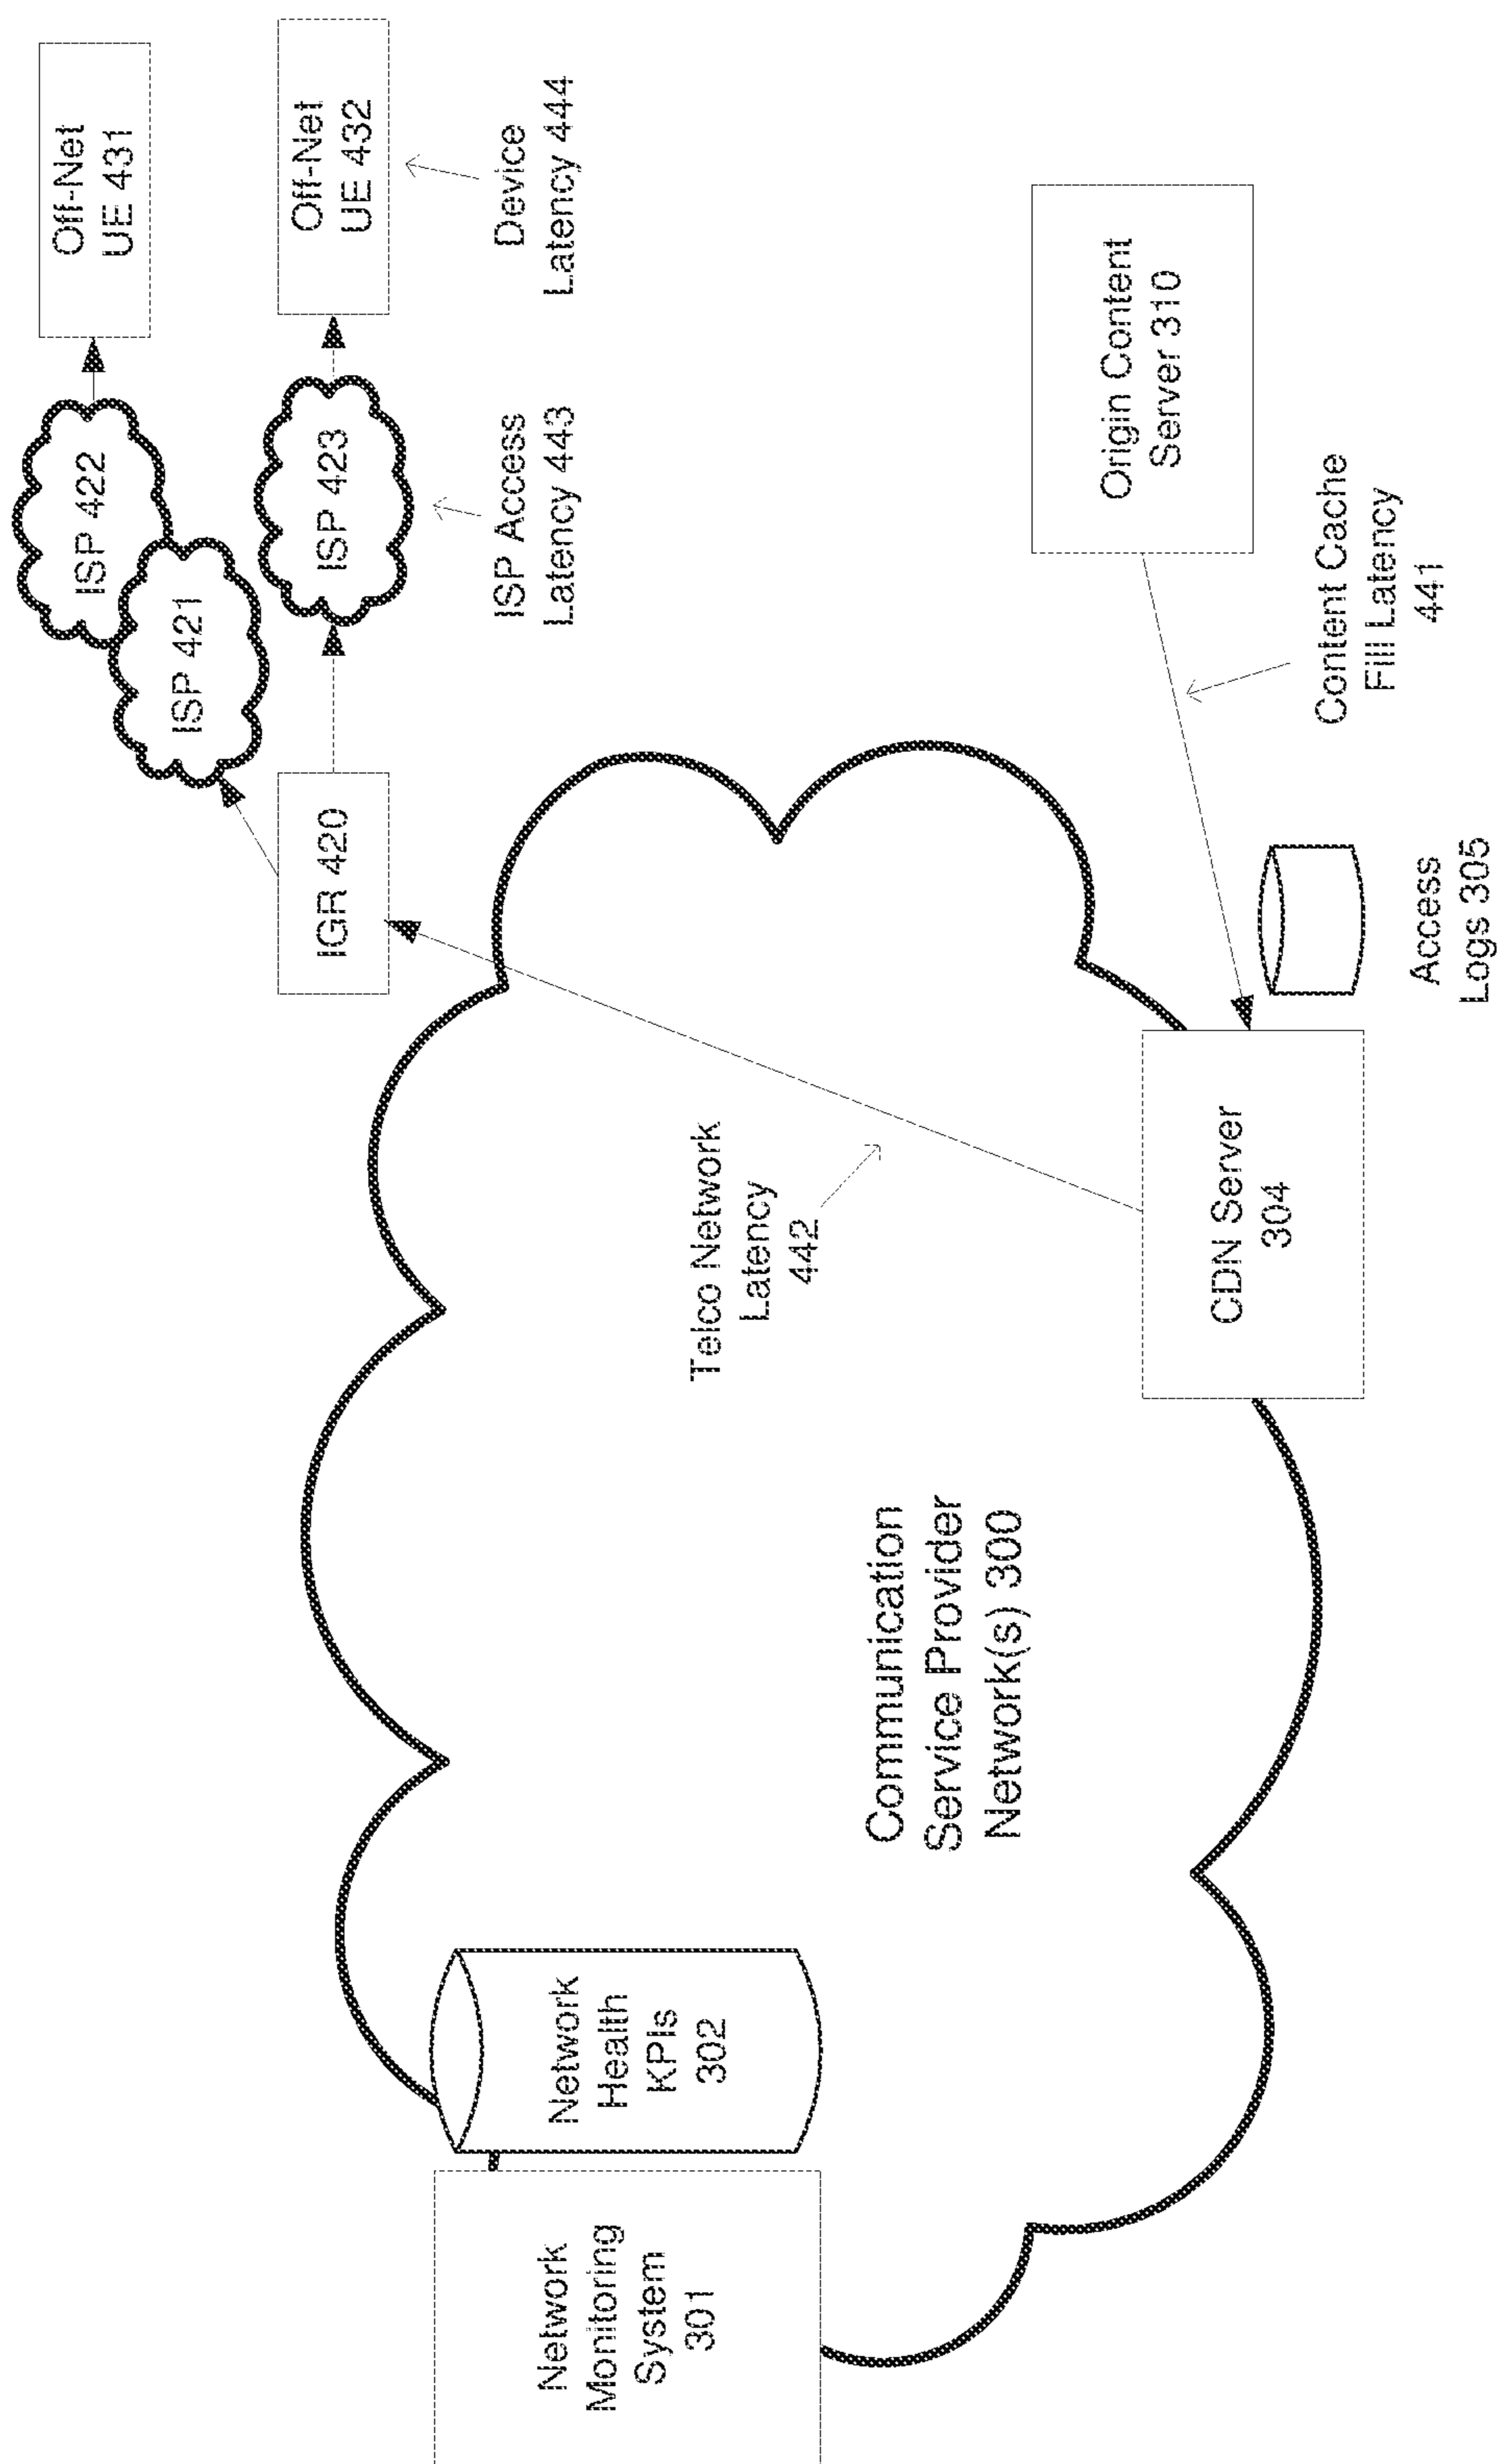 Network
Monitoring
System
301
Network
Health
KPIs
302
Communication
Service Provider
Network(s) 300
Telco Network
Latency
442
CDN Server
304
Access
Logs 305
IGR 420
ISP 421
ISP 422
ISP 423
Off-Net
UE 431
Off-Net
UE 432
ISP Access
Latency 443
Device
Latency 444
Origin Content
Server 310
Content Cache
Fill Latency
441